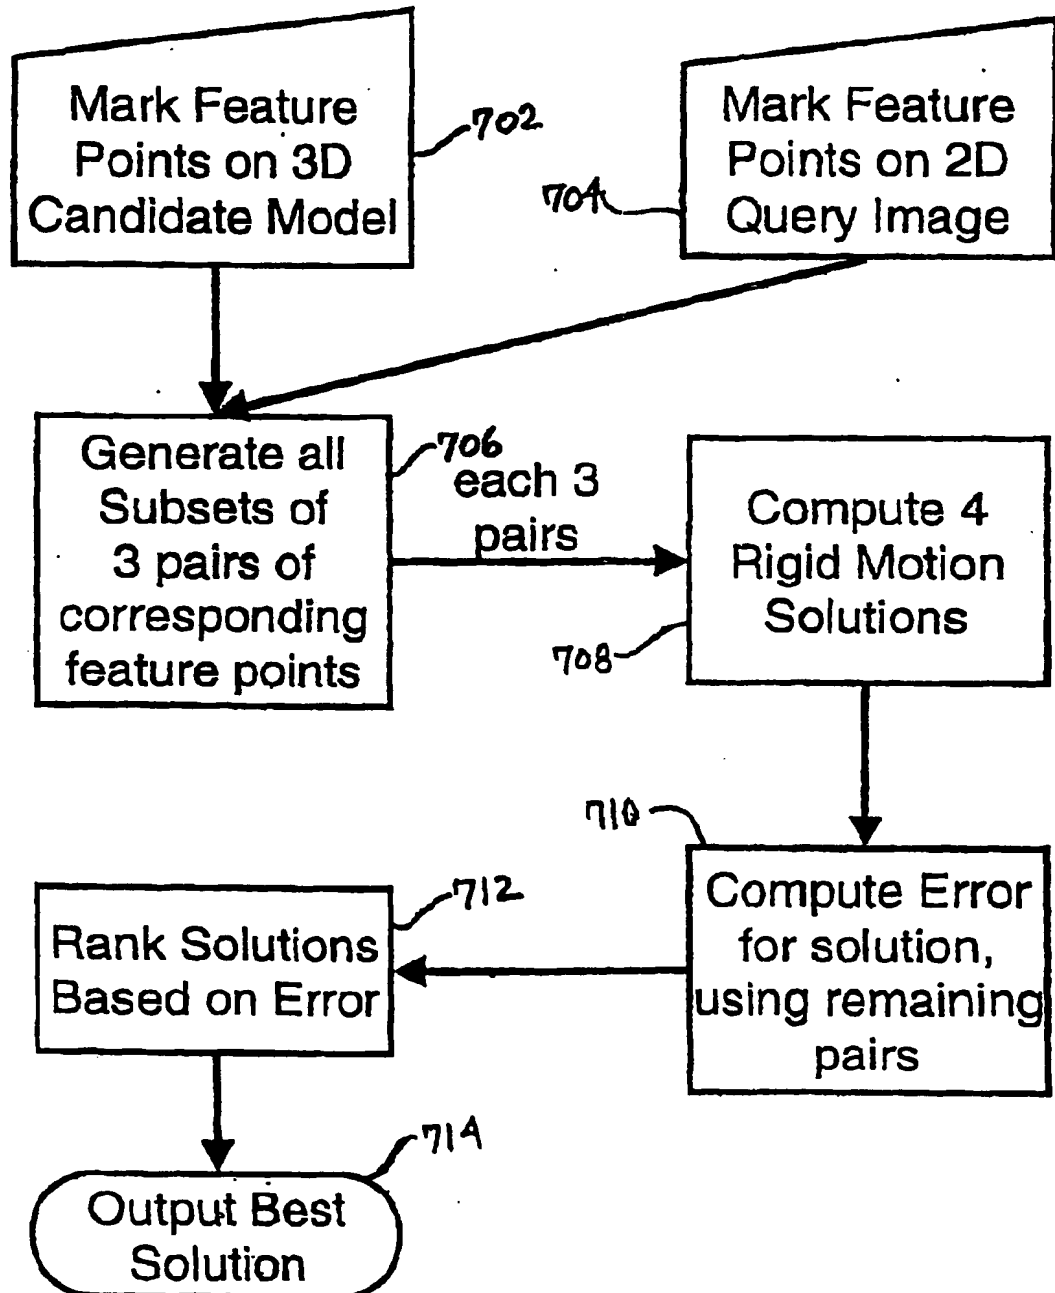 Mark Feature
Points on 3D
Candidate Model
702
Mark Feature
Points on 2D
Query Image
704
Generate all
Subsets of
3 pairs of
corresponding
feature points
706
each 3
pairs
Compute 4
Rigid Motion
Solutions
708
710
Compute Error
for solution,
using remaining
pairs
712
Rank Solutions
Based on Error
714
Output Best
Solution